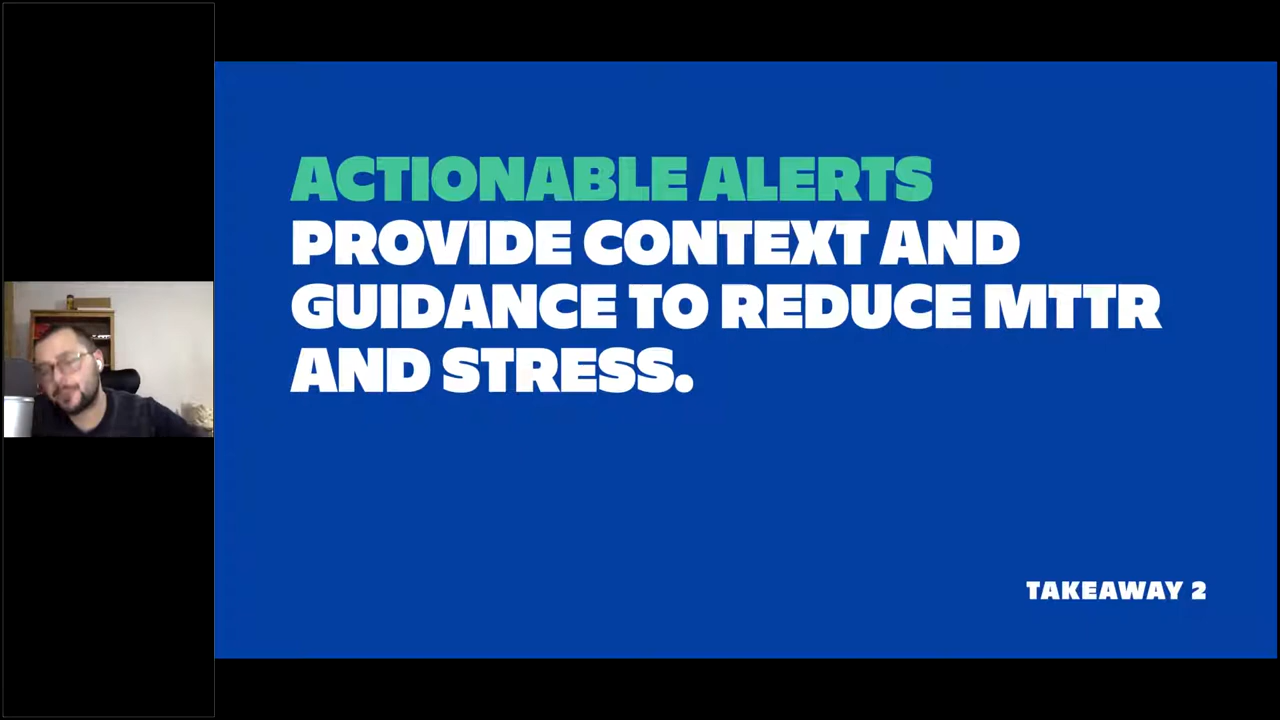 ACTIONABLE ALERTS
PROVIDE CONTEXT AND
GUIDANCE TO REDUCE MTTR
AND STRESS.
TAKEAWAY 2